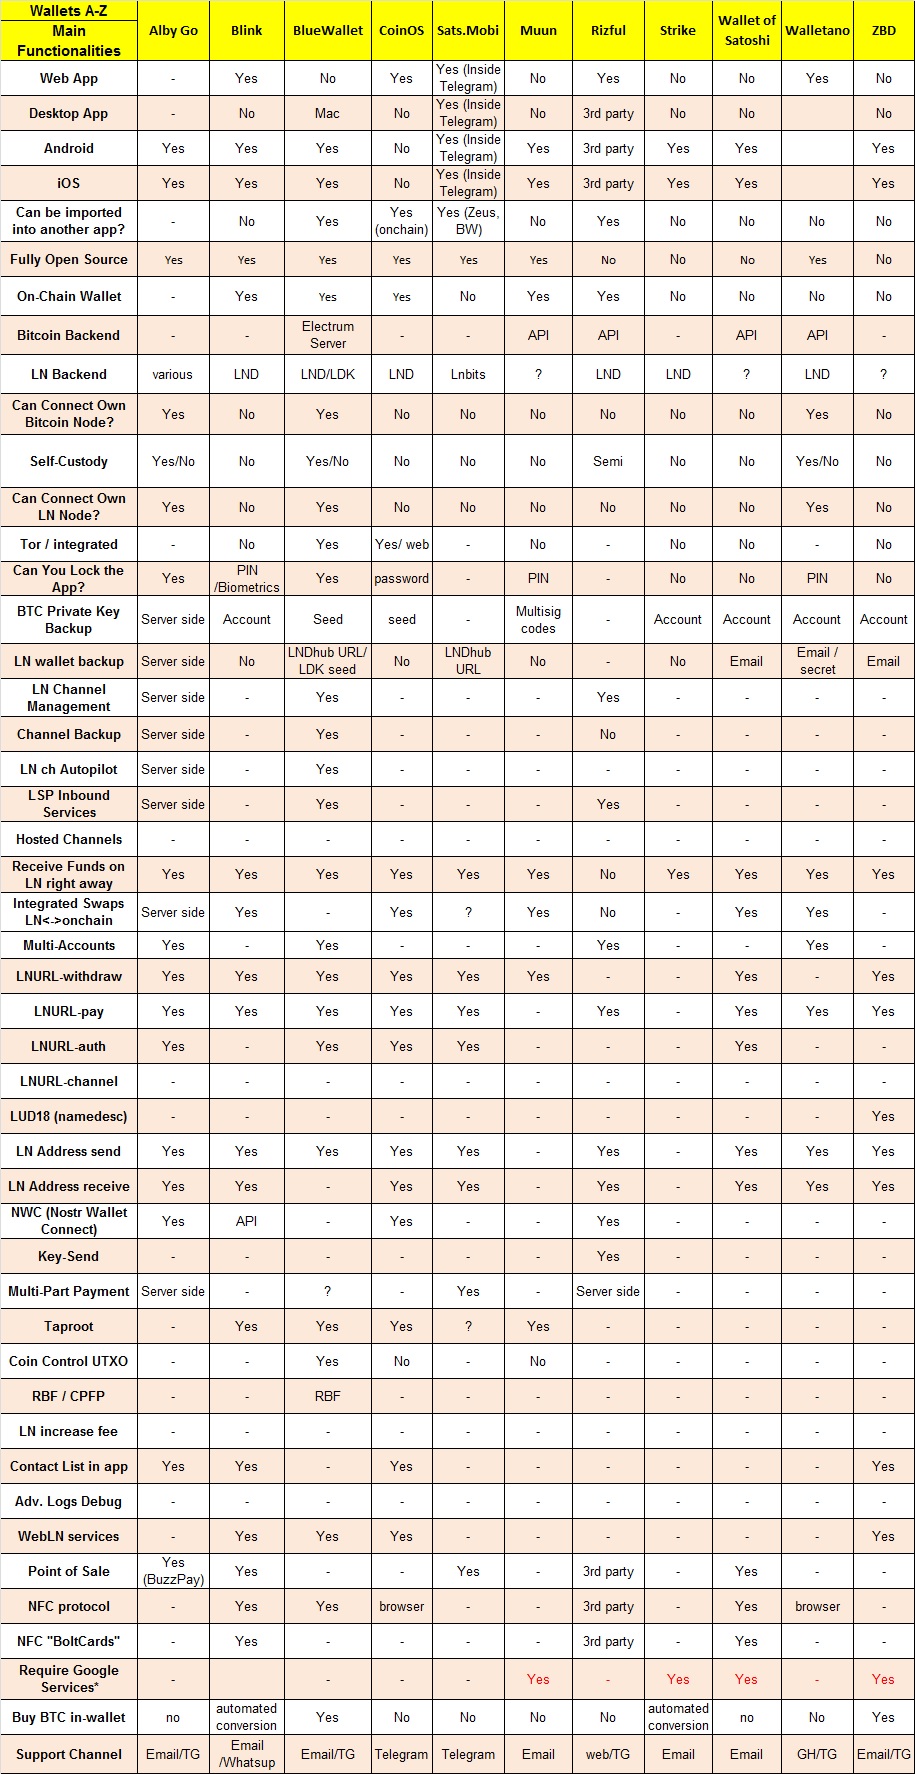 Wallets A-Z
Main
Functionalities
Alby Go
Blink
BlueWallet
CoinOS
Sats.Mobi
Muun
Rizful
Strike
Wallet of
Satoshi
Walletano
ZBD
Web App - Yes No Yes Yes (Inside
Telegram) No Yes No No Yes No
Desktop App - No Mac No Yes (Inside
Telegram) No 3rd party No No No
Android Yes Yes Yes No Yes (Inside
Telegram) Yes 3rd party Yes Yes Yes
iOS Yes Yes Yes No Yes (Inside
Telegram) Yes 3rd party Yes Yes Yes
Can be imported
into another app? - No Yes Yes
(onchain) Yes (Zeus,
BW) No Yes No No No No
Fully Open Source Yes Yes Yes Yes Yes Yes No No No Yes No
On-Chain Wallet - Yes Yes Yes No Yes Yes No No No No
Bitcoin Backend - - Electrum
Server - - API API - API API -
LN Backend various LND LND/LDK LND Lnbits ? LND LND ? LND ?
Can Connect Own
Bitcoin Node? Yes No Yes No No No No No No Yes No
Self-Custody Yes/No No Yes/No No No No Semi No No Yes/No No
Can Connect Own
LN Node? Yes No Yes No No No No No No Yes No
Tor / integrated - No Yes Yes/ web - No - No No - No
Can You Lock the
App? Yes PIN
/Biometrics Yes password - PIN - No No PIN No
BTC Private Key
Backup Server side Account Seed seed - Multisig
codes - Account Account Account Account
LN wallet backup Server side No LNDhub URL/
LDK seed No LNDhub
URL No - No Email Email /
secret Email
LN Channel
Management Server side - Yes - - - Yes - - - -
Channel Backup Server side - Yes - - - No - - - -
LN ch Autopilot Server side - Yes - - - - - - - -
LSP Inbound
Services Server side - Yes - - - Yes - - - -
Hosted Channels - - - - - - - - - - -
Receive Funds on
LN right away Yes Yes Yes Yes Yes Yes No Yes Yes Yes Yes
Integrated Swaps
LN<->onchain Server side Yes - Yes ? Yes No - Yes Yes -
Multi-Accounts Yes - Yes - - - Yes - - Yes -
LNURL-withdraw Yes Yes Yes Yes Yes Yes - - Yes - Yes
LNURL-pay Yes Yes Yes Yes Yes - Yes - Yes Yes Yes
LNURL-auth Yes - Yes Yes Yes - - - Yes - -
LNURL-channel - - - - - - - - - - -
LUD18 (namedesc) - - - - - - - - - - Yes
LN Address send Yes Yes Yes Yes Yes - Yes - Yes Yes Yes
LN Address receive Yes Yes - Yes Yes - Yes - Yes Yes Yes
NWC (Nostr Wallet
Connect) Yes API - Yes - - Yes - - - -
Key-Send - - - - - - Yes - - - -
Multi-Part Payment Server side - ? - Yes - Server side - - - -
Taproot - Yes Yes Yes ? Yes - - - - -
Coin Control UTXO - - Yes No - No - - - - -
RBF / CPFP - - RBF - - - - - - - -
LN increase fee - - - - - - - - - - -
Contact List in app Yes Yes - Yes - - - - - - Yes
Adv. Logs Debug - - - - - - - - - - -
WebLN services - Yes Yes Yes - - - - - - Yes
Point of Sale Yes
(BuzzPay) Yes - - Yes - 3rd party - Yes - -
NFC protocol - Yes Yes browser - - 3rd party - Yes browser -
NFC "BoltCards" - Yes - - - - 3rd party - Yes - -
Require Google
Services* - - - Yes - Yes Yes - Yes
Buy BTC in-wallet no automated
conversion Yes No No No No automated
conversion no No Yes
Support Channel Email/TG Email
/Whatsup Email/TG Telegram Telegram Email web/TG Email Email GH/TG Email/TG